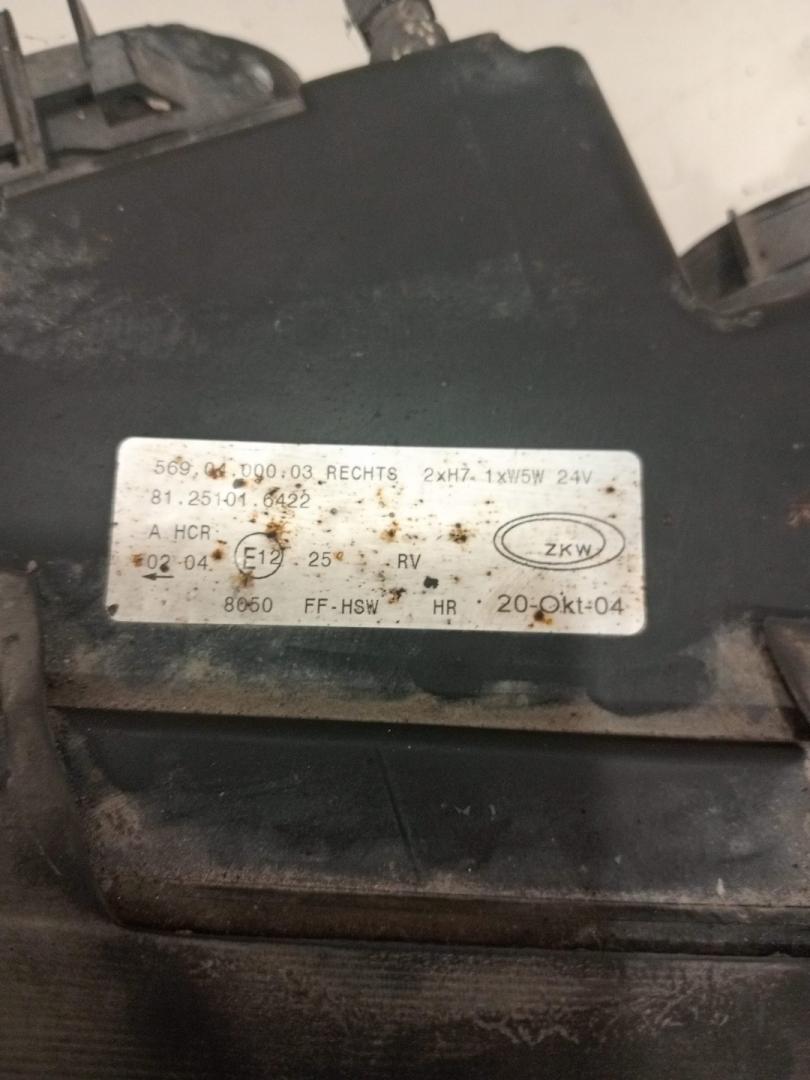 569.04.000.03 RECHTS 2xH7 1xW5W 24V
81.25101.6422
A HCR
ZKW
02 04 E12 25 RV
8050 FF-HSW HR 20-Okt-04